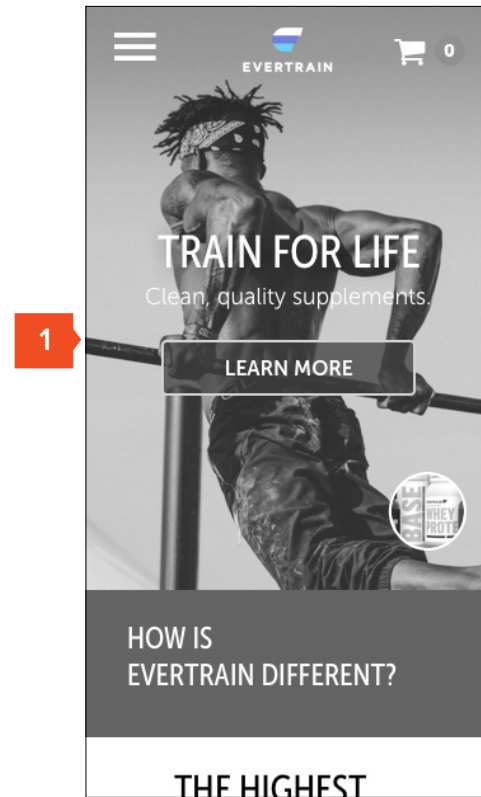 EVERTRAIN
0
TRAIN FOR LIFE
Clean, quality supplements.
1
LEARN MORE
BASE
WHEY
HOW IS
EVERTRAIN DIFFERENT?
THE HIGHEST